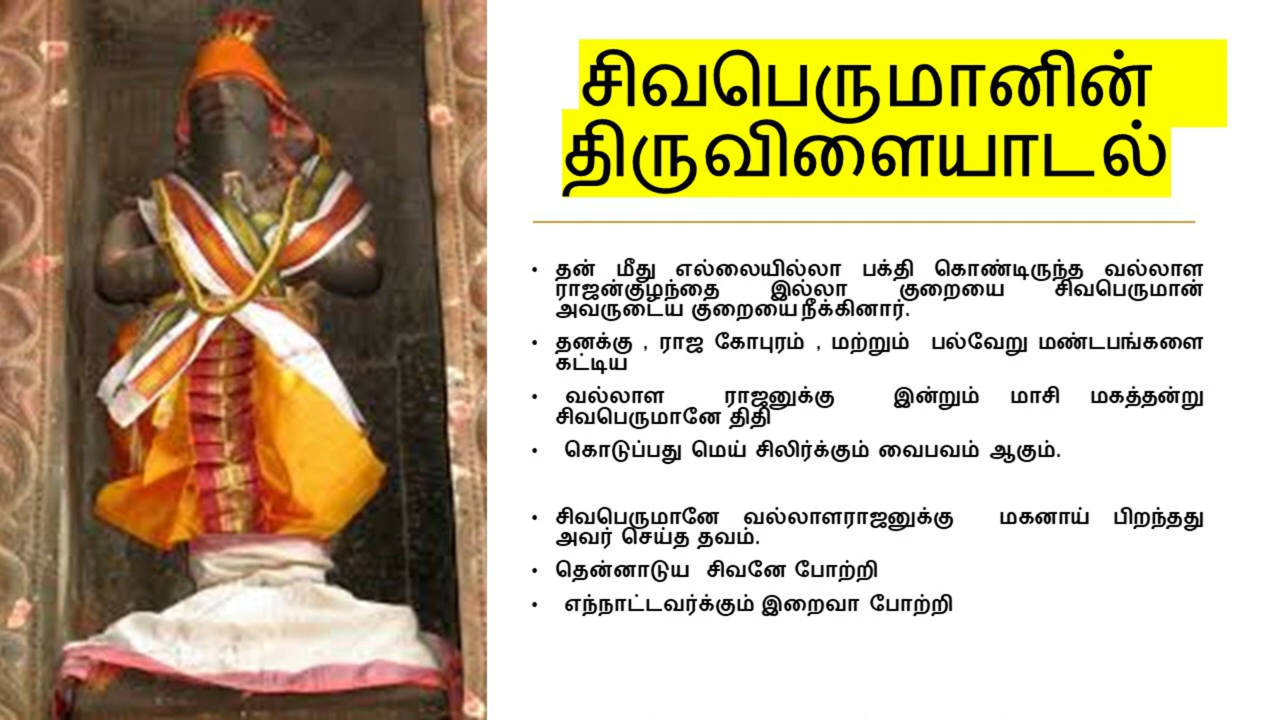 சிவபெருமானின்
திருவிளையாடல்
• தன் மீது எல்லையில்லா பக்தி கொண்டிருந்த வல்லாள
ராஜன்குழந்தை இல்லா குறையை சிவபெருமான்
அவருடைய குறையைநீக்கினார்.
• தனக்கு , ராஜ கோபுரம் , மற்றும் பல்வேறு மண்டபங்களை
கட்டிய
• வல்லாள ராஜனுக்கு இன்றும் மாசி மகத்தன்று
சிவபெருமானே திதி
• கொடுப்பது மெய் சிலிர்க்கும் வைபவம் ஆகும்.
• சிவபெருமானே வல்லாளராஜனுக்கு மகனாய் பிறந்தது
அவர் செய்த தவம்.
• தென்னாடுய சிவனே போற்றி
• எந்நாட்டவர்க்கும் இறைவா போற்றி